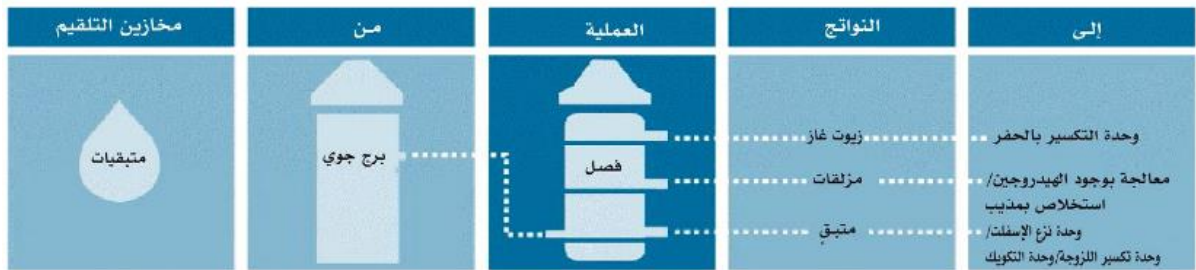 مخازين التلقيم
من
العملية
النواتج
إلى
متبقيات
برج جوي
فصل
زيوت غاز
وحدة التكسير بالحفر
مزلقات
معالجة بوجود الهيدروجين/
استخلاص بمذيب
متبقٍ
وحدة نزع الإسفلت/
وحدة تكسير اللزوجة/وحدة التكويك